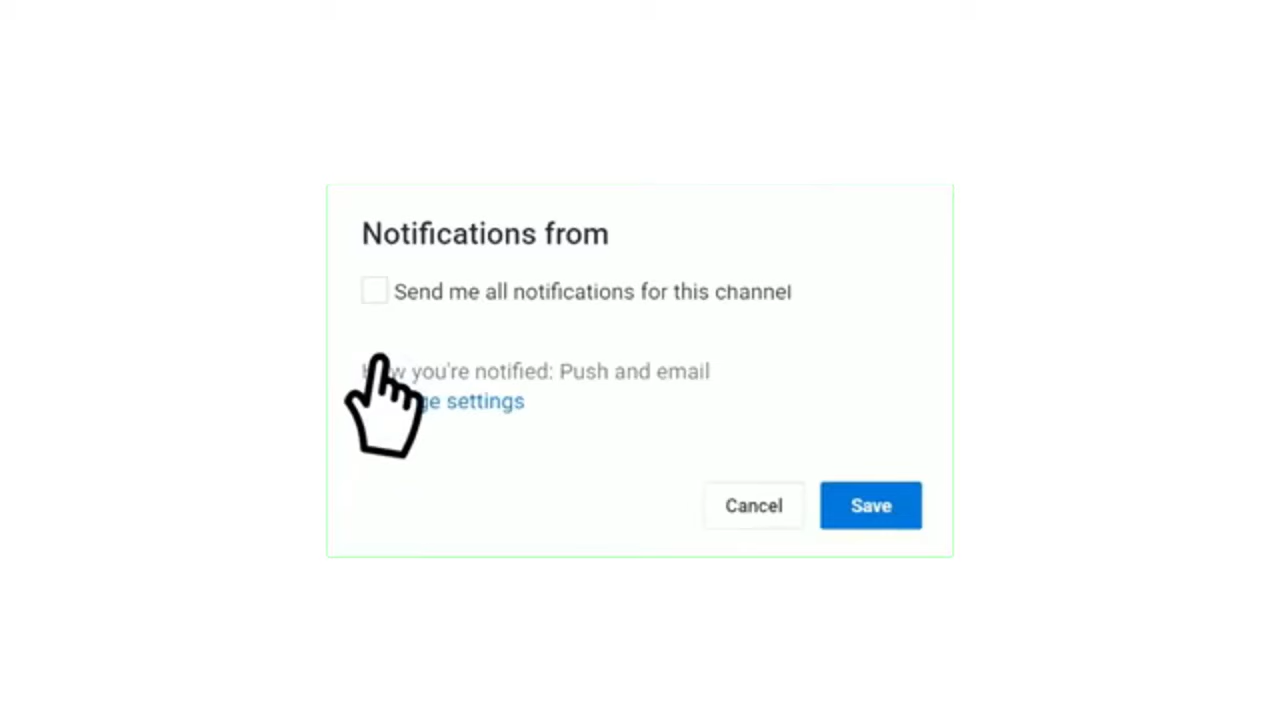 Notifications from
Send me all notifications for this channel
you're notified: Push and email
settings
Cancel
Save